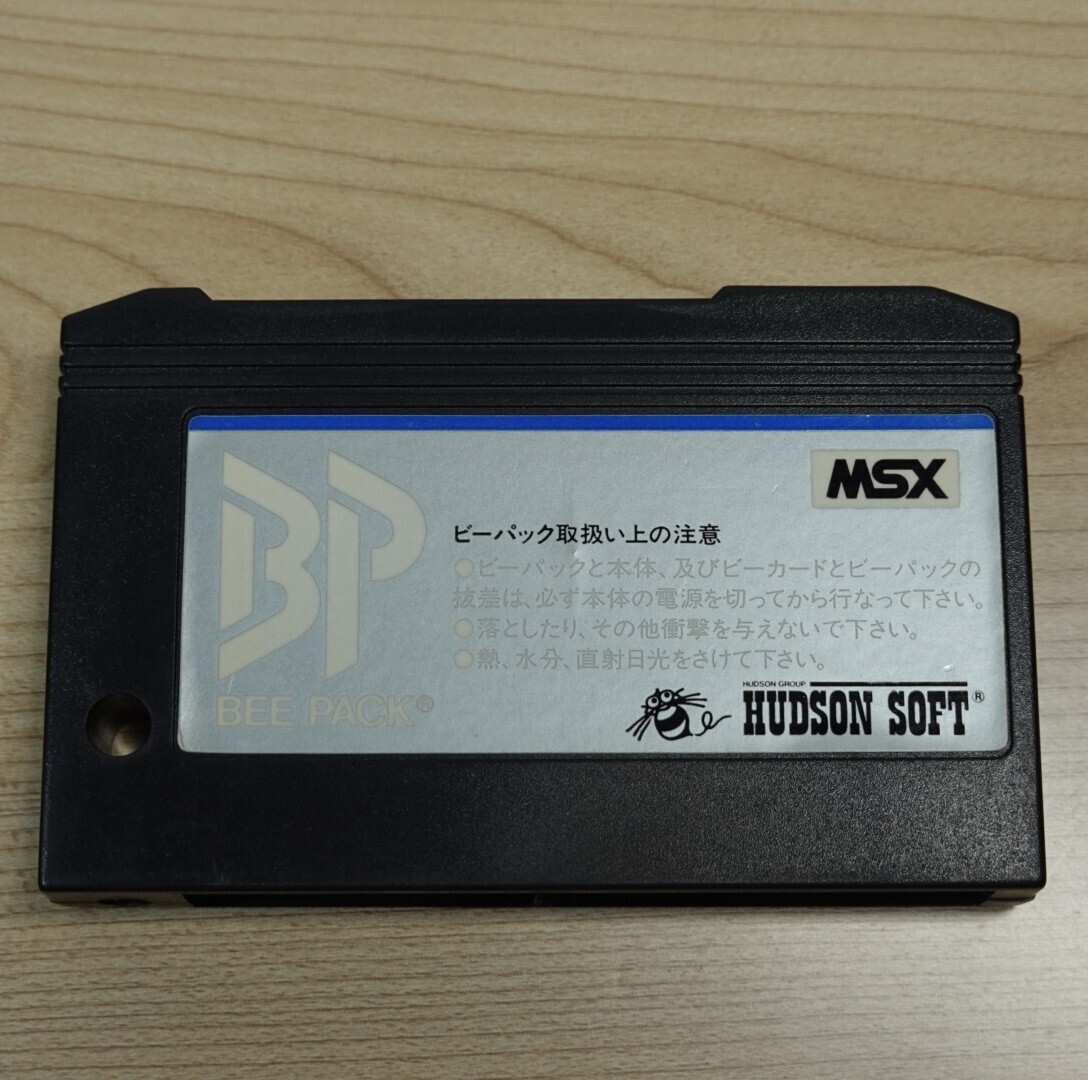 BP
MSX
ビーパック取扱い上の注意
●ビーパックと本体、及びビーカードとビーパックの
抜差は、必ず本体の電源を切ってから行なって下さい。
●落としたり、その他衝撃を与えないで下さい。
●熱、水分、直射日光をさけて下さい。
BEE PACK®
HUDSON GROUP
HUDSON SOFT®